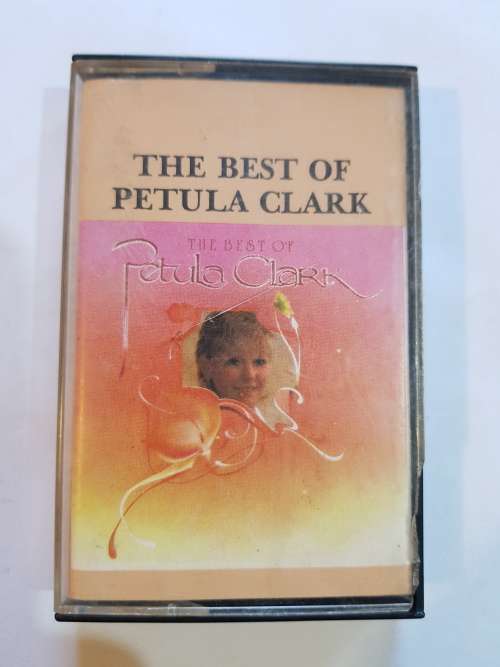 THE BEST OF
PETULA CLARK
THE BEST OF
Petula Clark